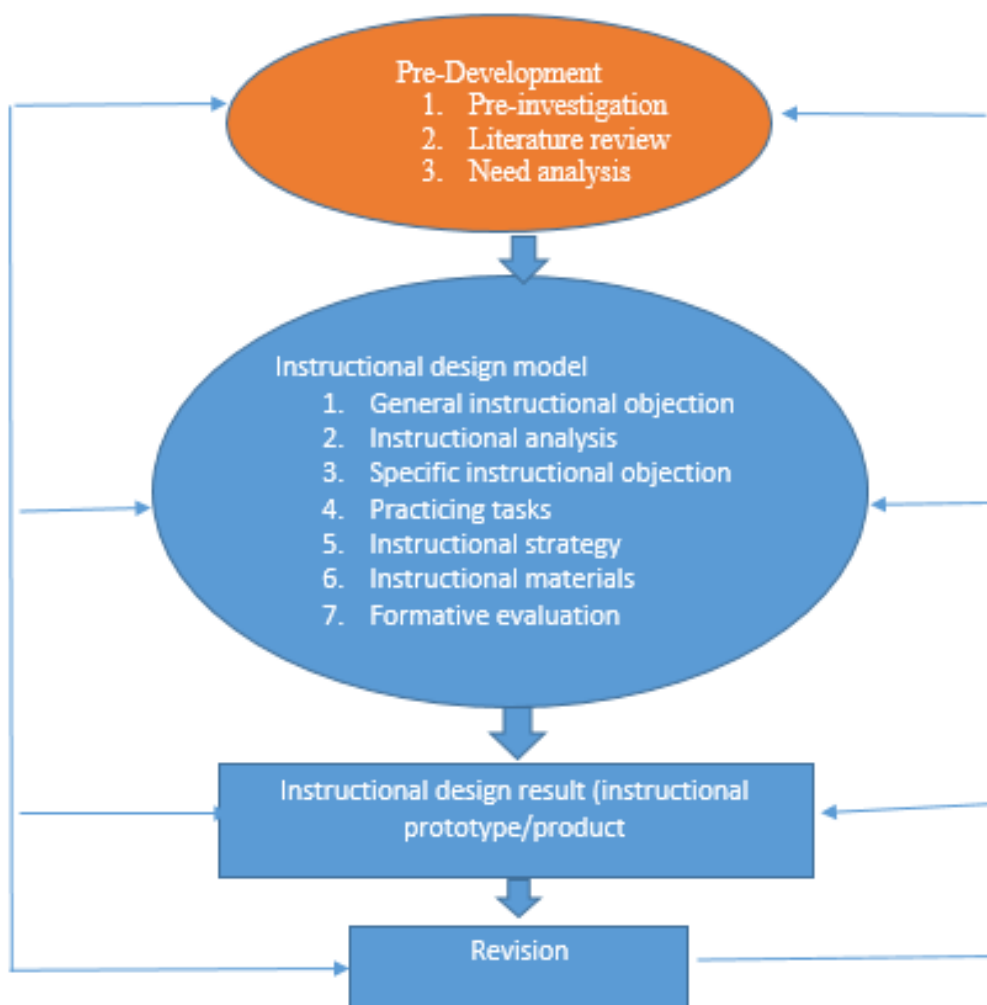 Pre-Development
1. Pre-investigation
2. Literature review
3. Need analysis
Instructional design model
1. General instructional objection
2. Instructional analysis
3. Specific instructional objection
4. Practicing tasks
5. Instructional strategy
6. Instructional materials
7. Formative evaluation
Instructional design result (instructional
prototype/product
Revision